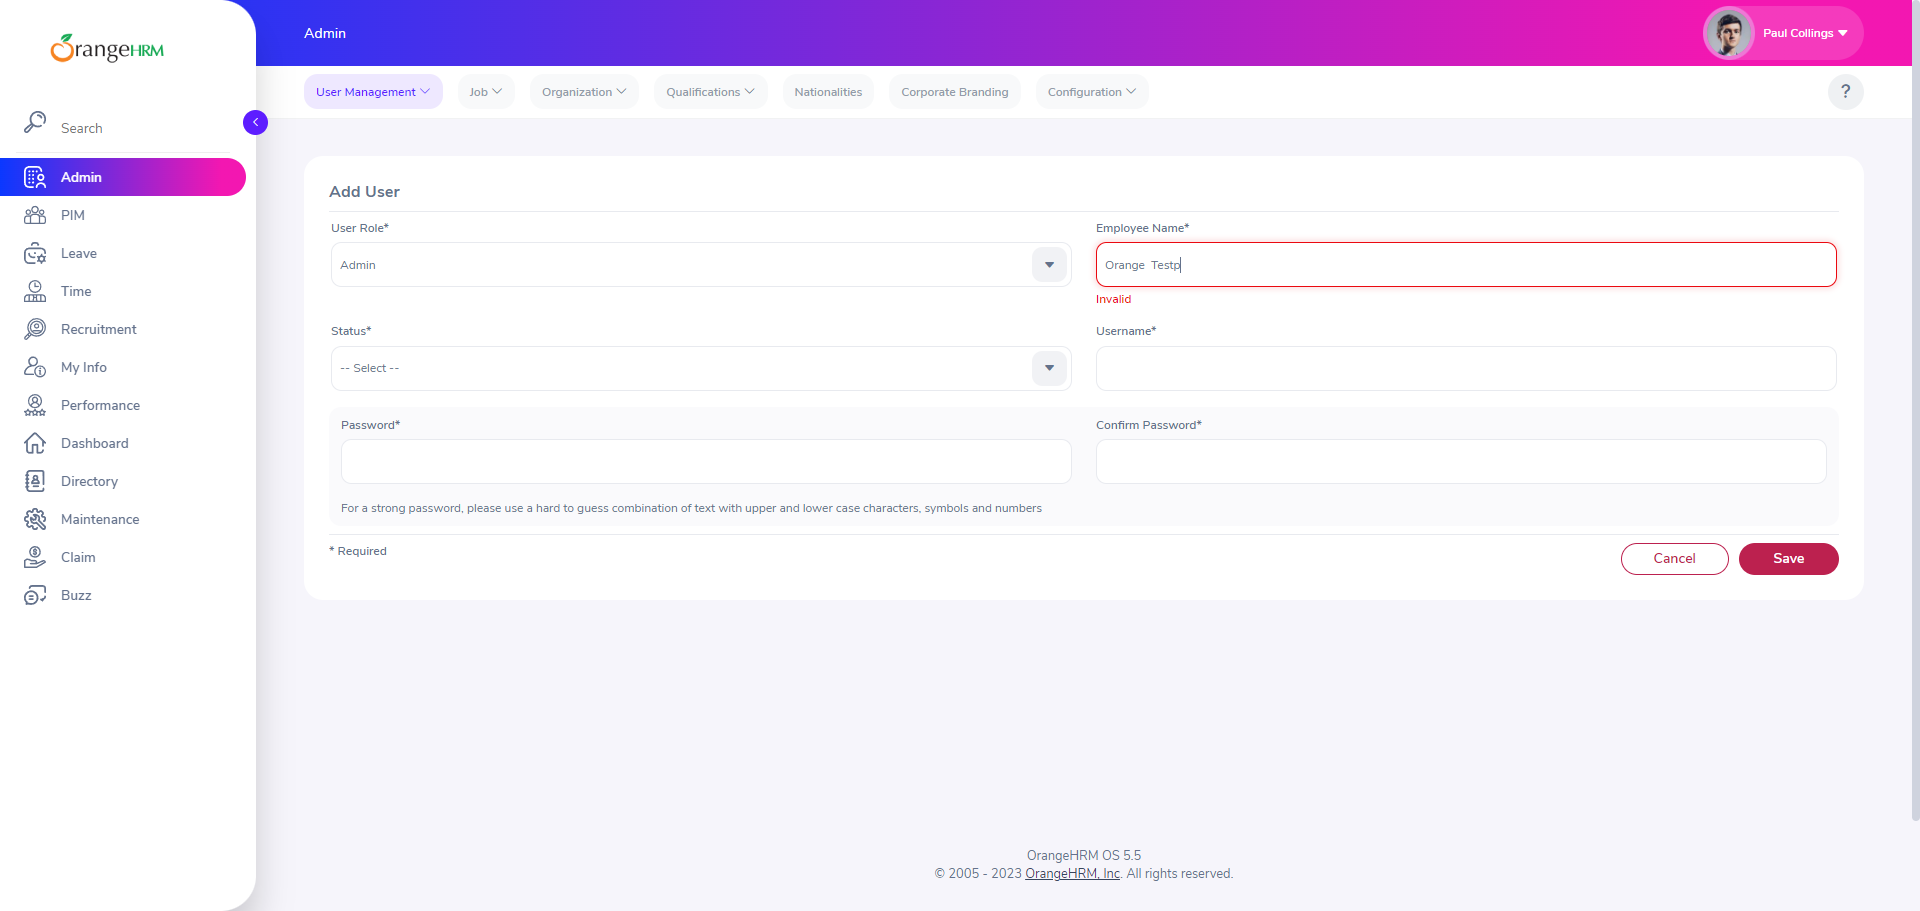 OrangeHRM
Search
Admin
PIM
Leave
Time
Recruitment
My Info
Performance
Dashboard
Directory
Maintenance
Claim
Buzz
Admin
Paul Collings
User Management
Job
Organization
Qualifications
Nationalities
Corporate Branding
Configuration
?
Add User
User Role*
Admin
Employee Name*
Orange  Testp
Invalid
Status*
-- Select --
Username*
Password*
Confirm Password*
For a strong password, please use a hard to guess combination of text with upper and lower case characters, symbols and numbers
* Required
Cancel
Save
OrangeHRM OS 5.5
© 2005 - 2023 OrangeHRM, Inc. All rights reserved.